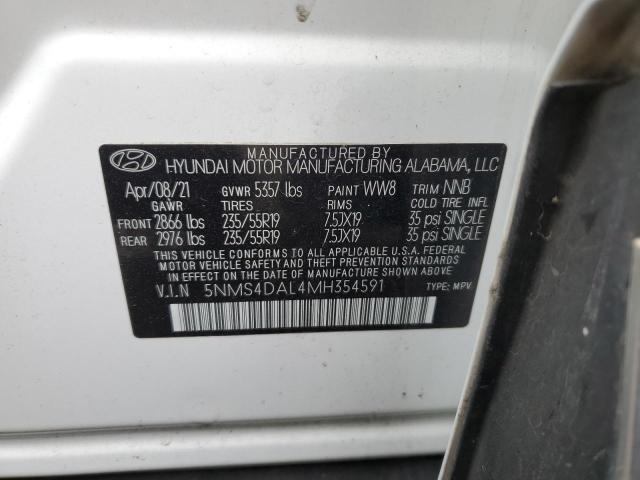 MANUFACTURED BY
HYUNDAI MOTOR MANUFACTURING ALABAMA, LLC
Apr/08/21 GVWR 5357 lbs PAINT WW8 TRIM NNB
GAWR TIRES RIMS COLD TIRE INFL
FRONT 2866 lbs 235/55R19 7.5JX19 35 psi SINGLE
REAR 2976 lbs 235/55R19 7.5JX19 35 psi SINGLE
THIS VEHICLE CONFORMS TO ALL APPLICABLE U.S.A. FEDERAL
MOTOR VEHICLE SAFETY AND THEFT PREVENTION STANDARDS
IN EFFECT ON THE DATE OF MANUFACTURE SHOWN ABOVE.
V.I.N 5NMS4DAL4MH354591 TYPE: MPV